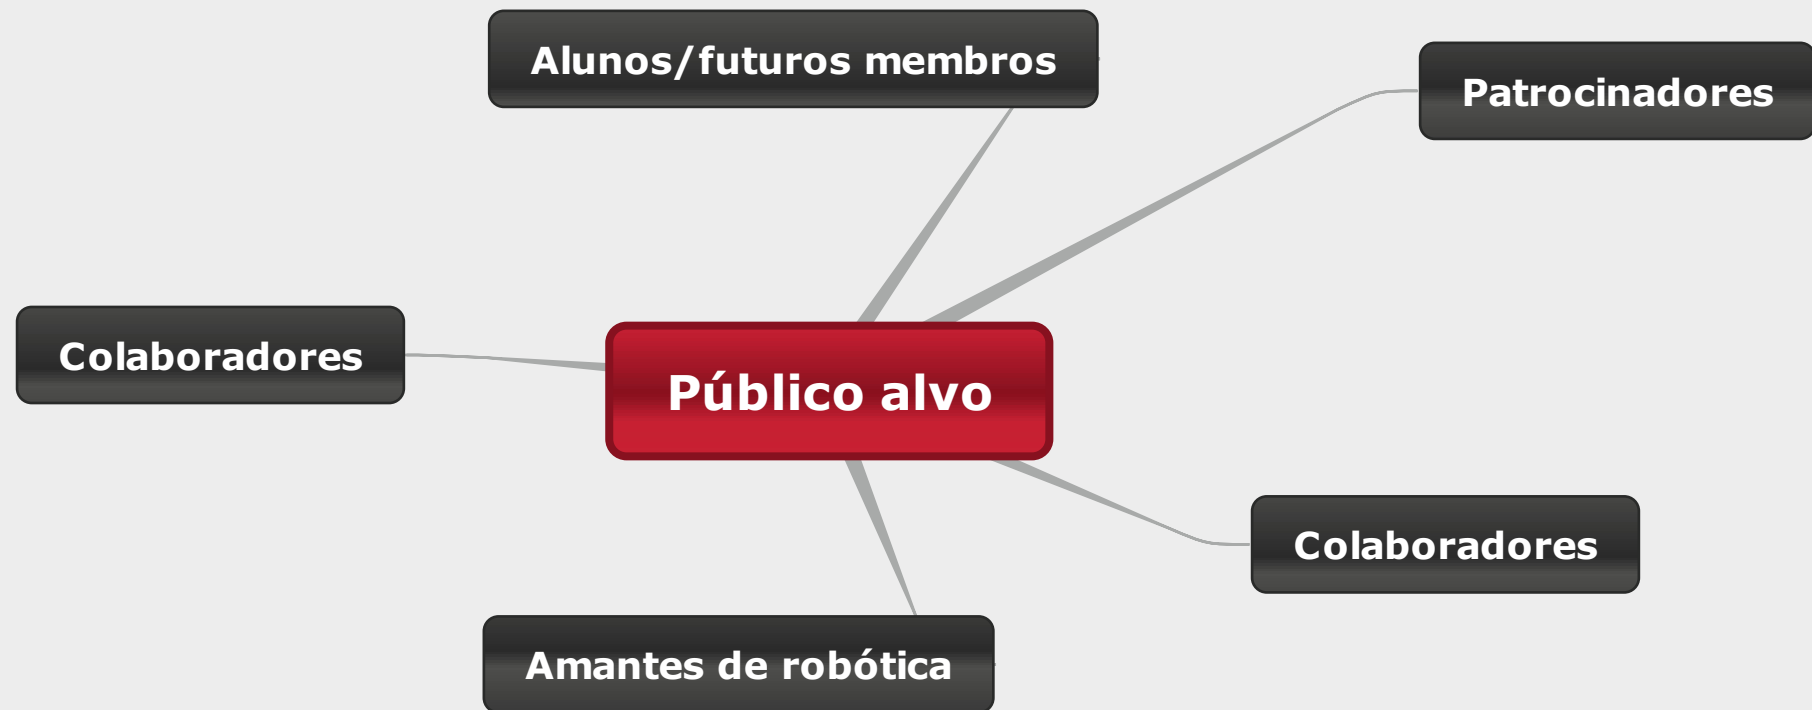 Alunos/futuros membros
Patrocinadores
Colaboradores
Público alvo
Colaboradores
Amantes de robótica